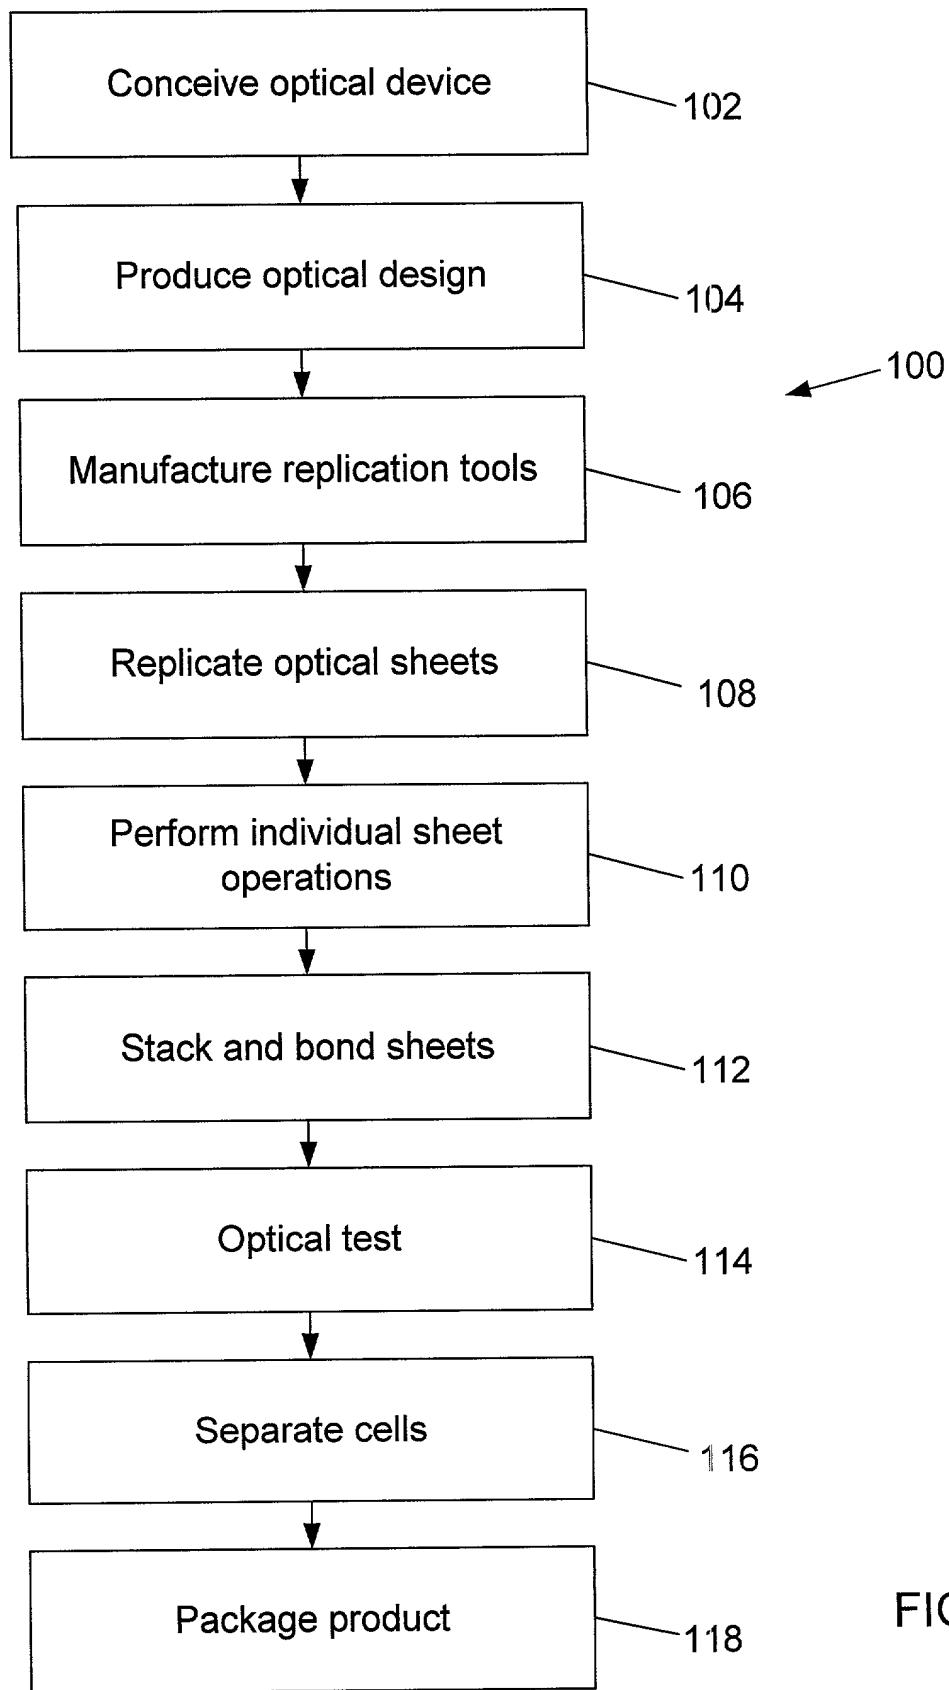 Conceive optical device
102
Produce optical design
104
100
Manufacture replication tools
106
Replicate optical sheets
108
Perform individual sheet
operations
110
Stack and bond sheets
112
Optical test
114
Separate cells
116
Package product
118
FIG